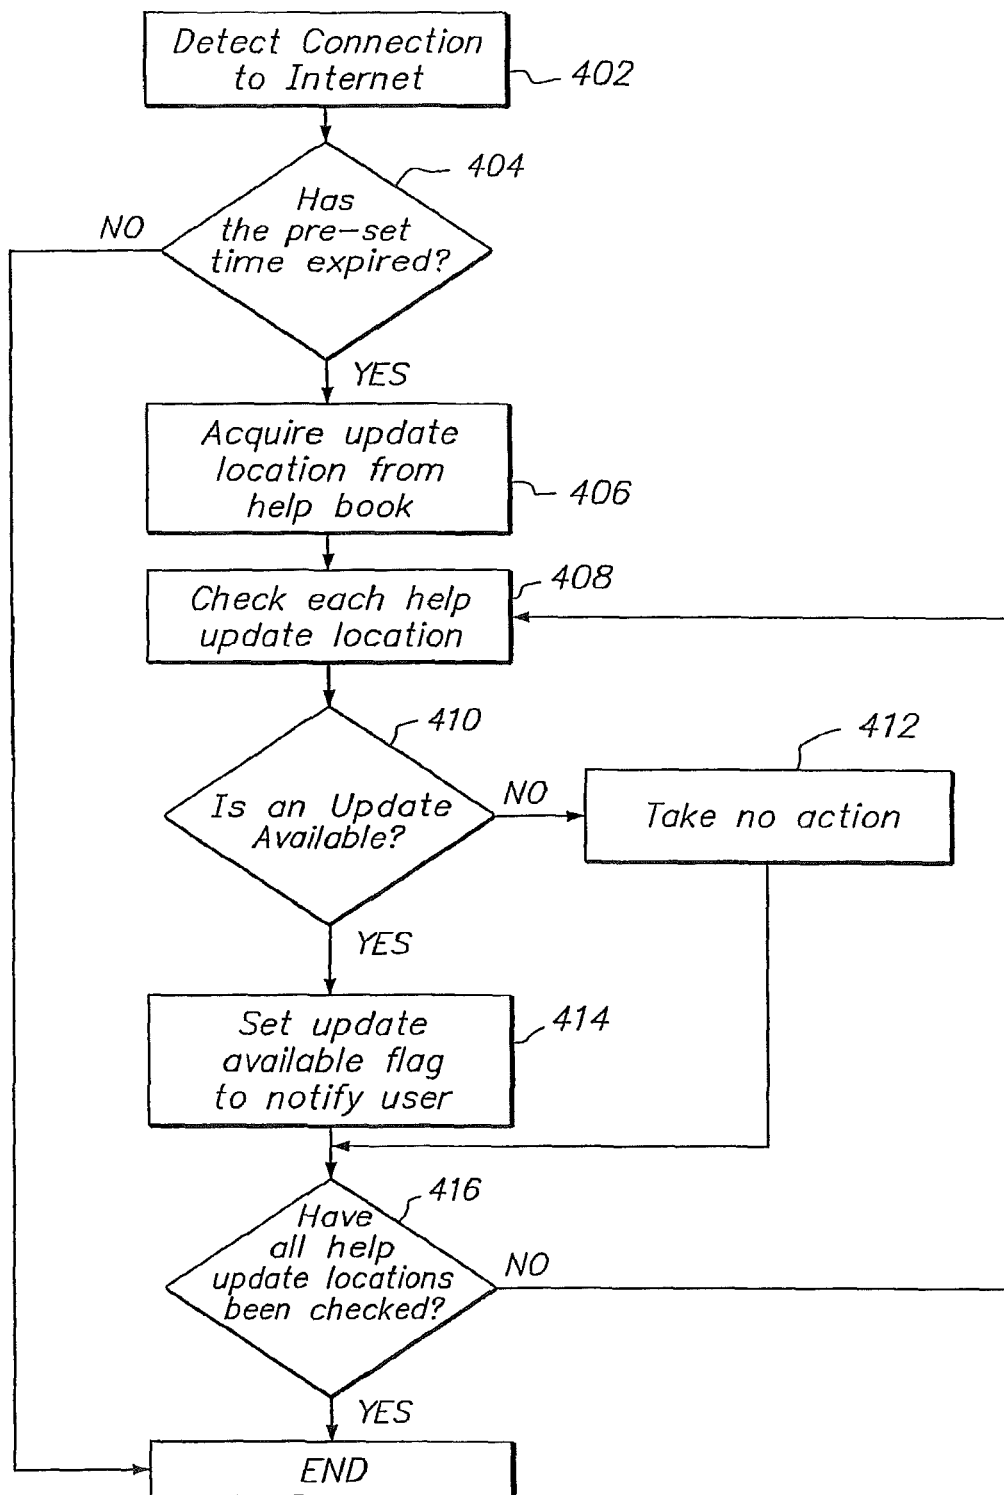 Detect Connection
to Internet
402
404
Has
the pre-set
time expired?
NO
YES
Acquire update
location from
help book
406
408
Check each help
update location
410
Is an Update
Available?
NO
412
Take no action
YES
Set update
available flag
to notify user
414
416
Have
all help
update locations
been checked?
NO
YES
END